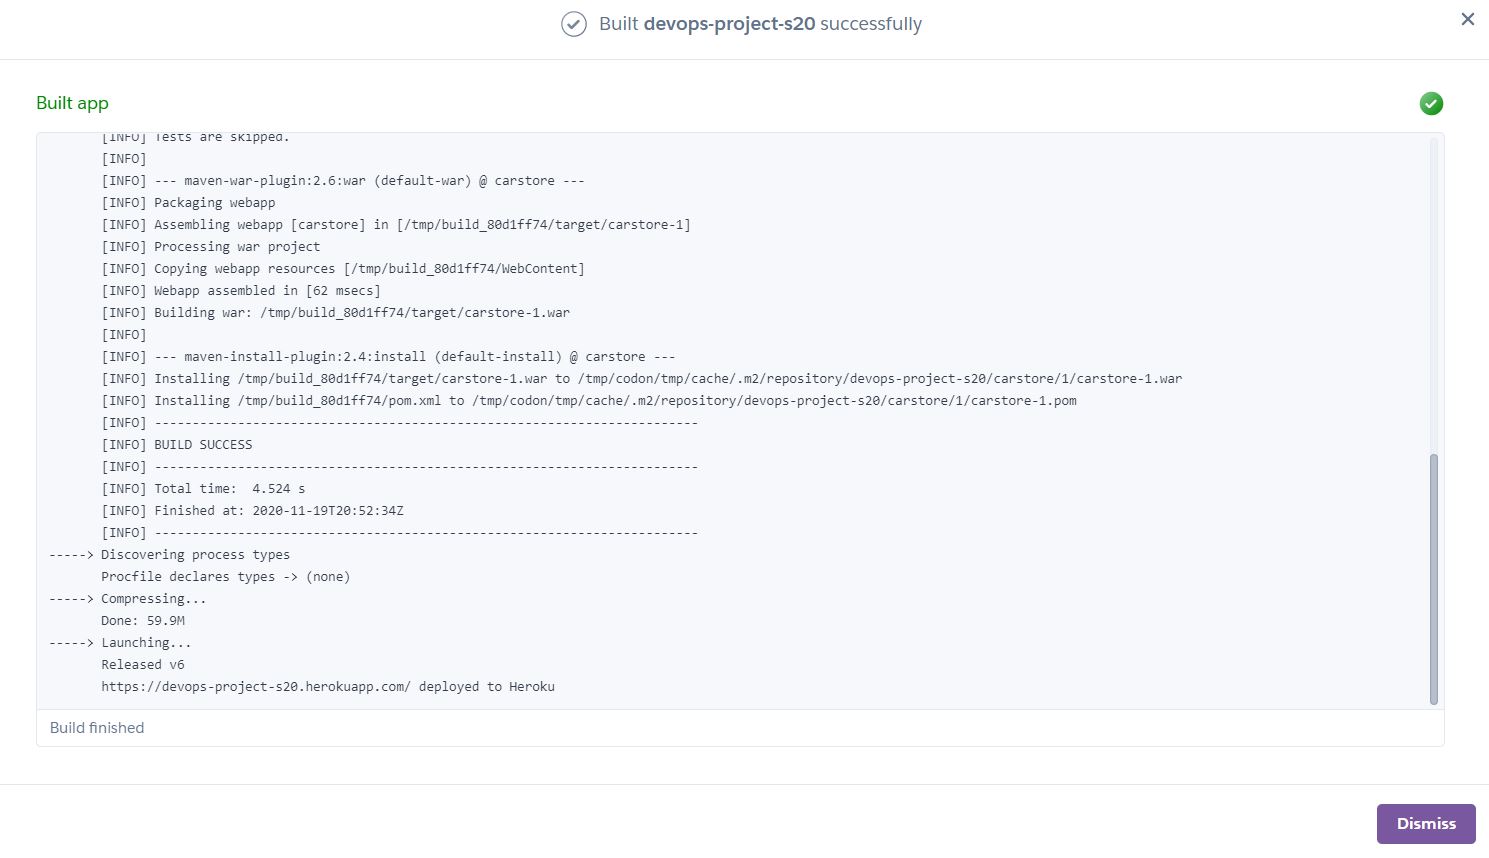 Built devops-project-s20 successfully
Built app
[INFO] Tests are skipped.
[INFO]
[INFO] --- maven-war-plugin:2.6:war (default-war) @ carstore ---
[INFO] Packaging webapp
[INFO] Assembling webapp [carstore] in [/tmp/build_80d1ff74/target/carstore-1]
[INFO] Processing war project
[INFO] Copying webapp resources [/tmp/build_80d1ff74/WebContent]
[INFO] Webapp assembled in [62 msecs]
[INFO] Building war: /tmp/build_80d1ff74/target/carstore-1.war
[INFO]
[INFO] --- maven-install-plugin:2.4:install (default-install) @ carstore ---
[INFO] Installing /tmp/build_80d1ff74/target/carstore-1.war to /tmp/codon/tmp/cache/.m2/repository/devops-project-s20/carstore/1/carstore-1.war
[INFO] Installing /tmp/build_80d1ff74/pom.xml to /tmp/codon/tmp/cache/.m2/repository/devops-project-s20/carstore/1/carstore-1.pom
[INFO] ------------------------------------------------------------------------
[INFO] BUILD SUCCESS
[INFO] ------------------------------------------------------------------------
[INFO] Total time:  4.524 s
[INFO] Finished at: 2020-11-19T20:52:34Z
[INFO] ------------------------------------------------------------------------
-----> Discovering process types
Procfile declares types -> (none)
-----> Compressing...
Done: 59.9M
-----> Launching...
Released v6
https://devops-project-s20.herokuapp.com/ deployed to Heroku
Build finished
Dismiss